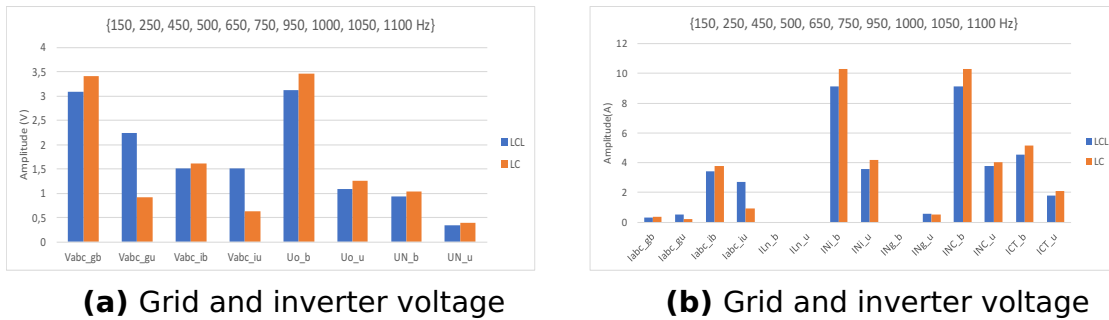 {150, 250, 450, 500, 650, 750, 950, 1000, 1050, 1100 Hz}
Amplitude (V)
4
3,5
3
2,5
2
1,5
1
0,5
0
Vabc_gb Vabc_gu Vabc_ib Vabc_iu Uo_b Uo_u UN_b UN_u
LCL
LC
(a) Grid and inverter voltage
{150, 250, 450, 500, 650, 750, 950, 1000, 1050, 1100 Hz}
Amplitude(A)
12
10
8
6
4
2
0
Iabc_gb Iabc_gu Iabc_ib Iabc_iu ILn_b ILn_u INI_b INI_u INg_b INg_u INC_b INC_u ICT_b ICT_u
LCL
LC
(b) Grid and inverter voltage